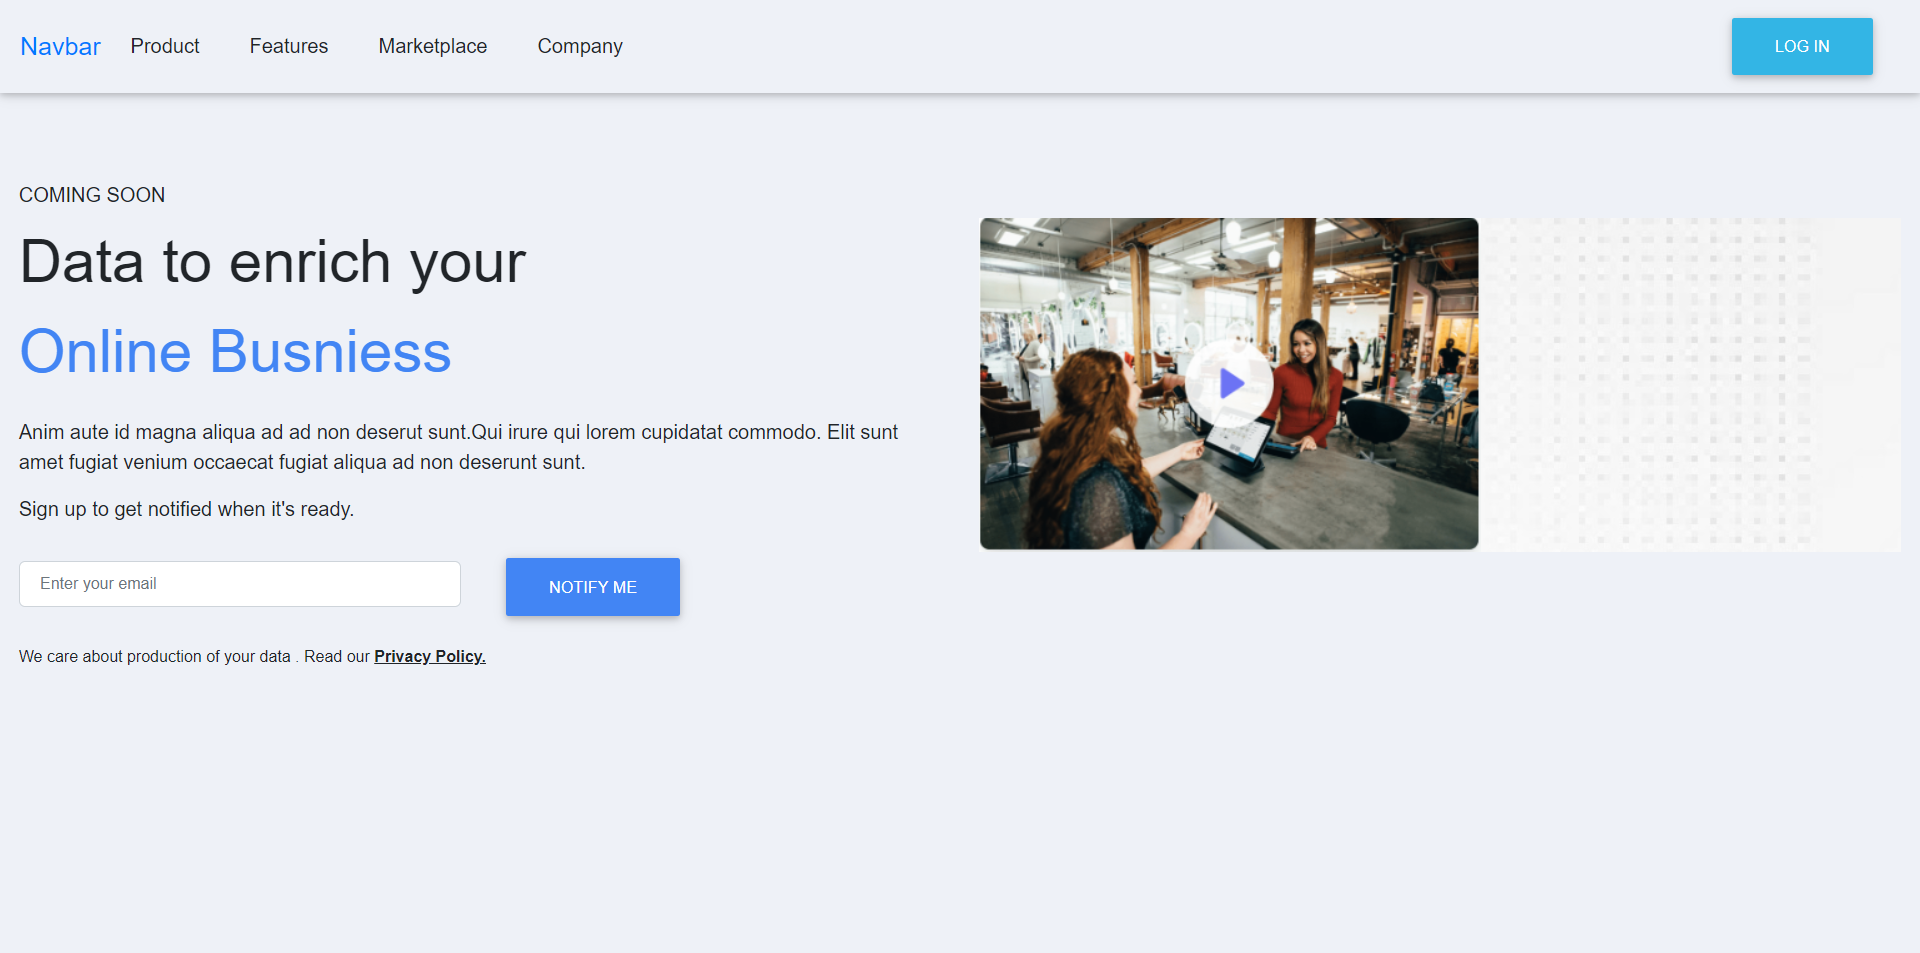 Navbar Product Features Marketplace Company LOG IN
COMING SOON
Data to enrich your
Online Busniess
Anim aute id magna aliqua ad ad non deserut sunt.Qui irure qui lorem cupidatat commodo. Elit sunt
amet fugiat venium occaecat fugiat aliqua ad non deserunt sunt.
Sign up to get notified when it's ready.
Enter your email NOTIFY ME
We care about production of your data . Read our Privacy Policy.